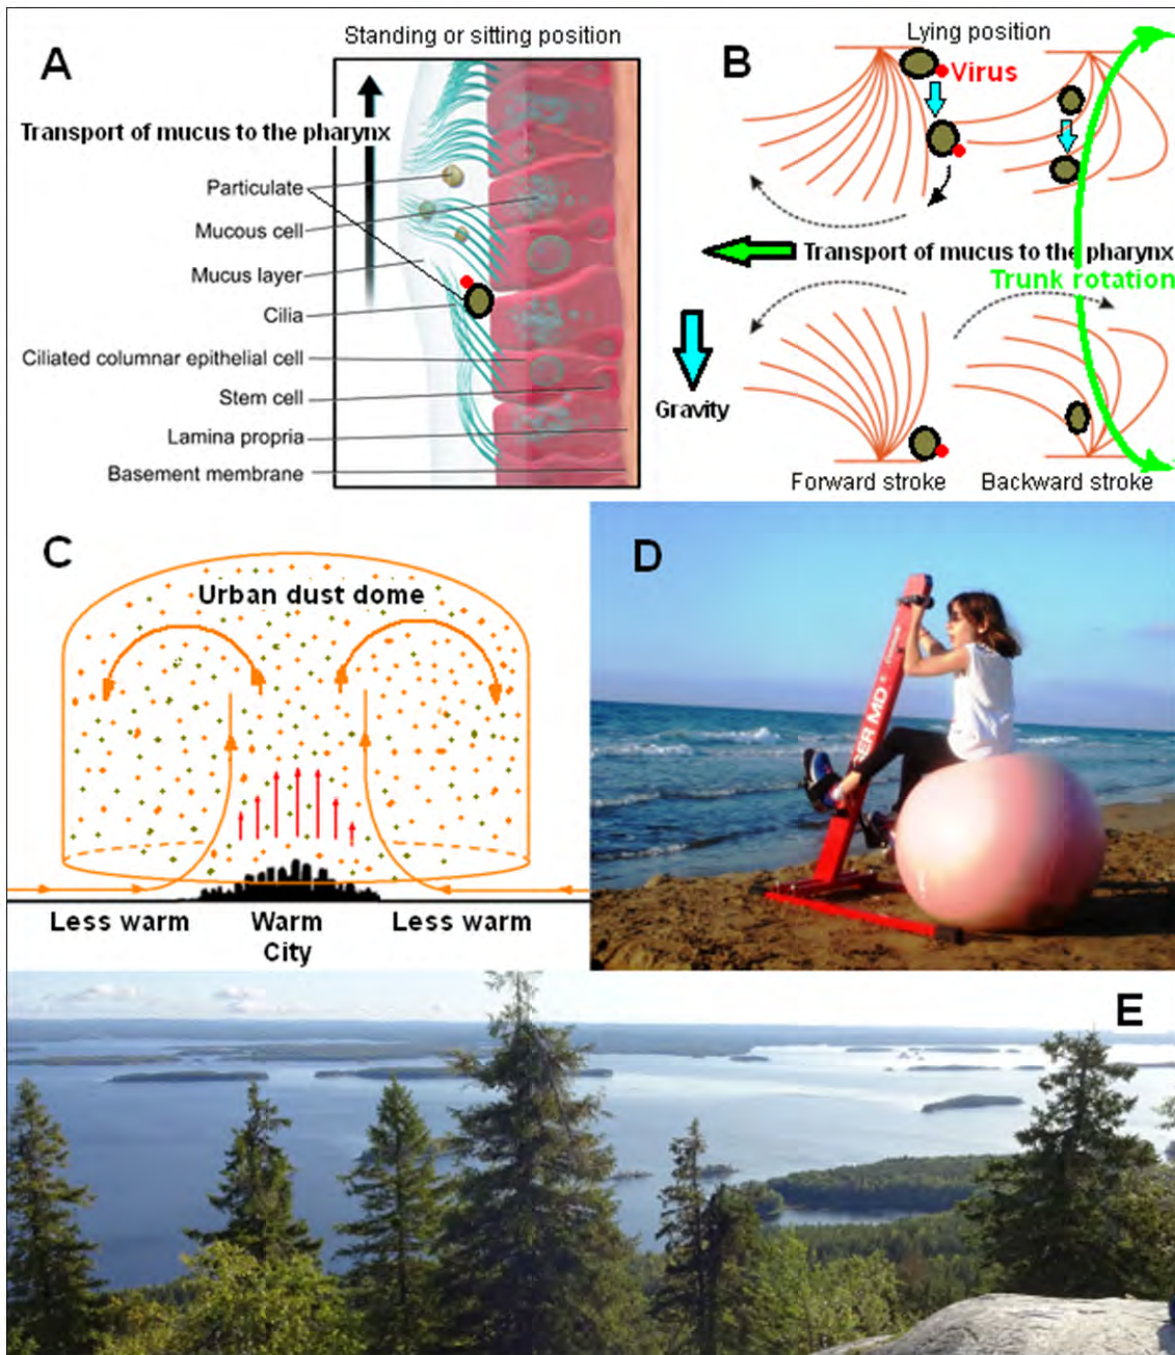 A
Standing or sitting position
Transport of mucus to the pharynx
Particulate
Mucous cell
Mucus layer
Cilia
Ciliated columnar epithelial cell
Stem cell
Lamina propria
Basement membrane
B
Lying position
Virus
Transport of mucus to the pharynx
Trunk rotation
Gravity
Forward stroke
Backward stroke
C
Urban dust dome
Less warm
Warm
City
Less warm
D
SER MD
E